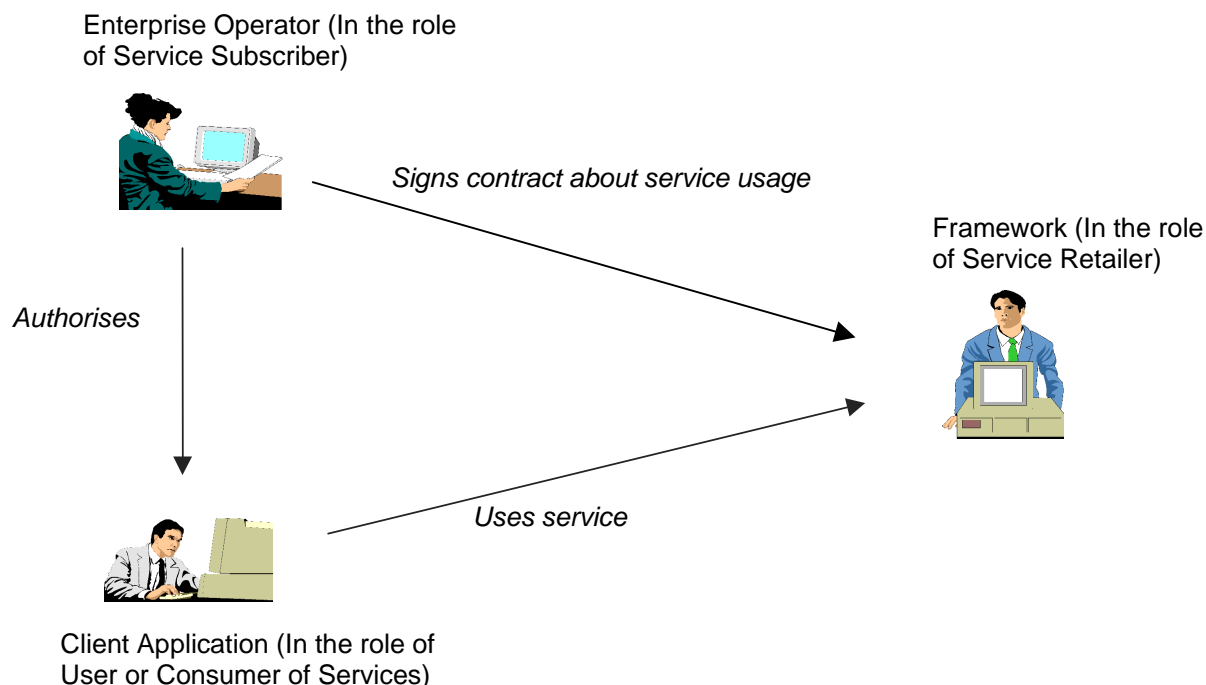 Enterprise Operator (In the role
of Service Subscriber)
Signs contract about service usage
Framework (In the role
of Service Retailer)
Authorises
Uses service
Client Application (In the role of
User or Consumer of Services)